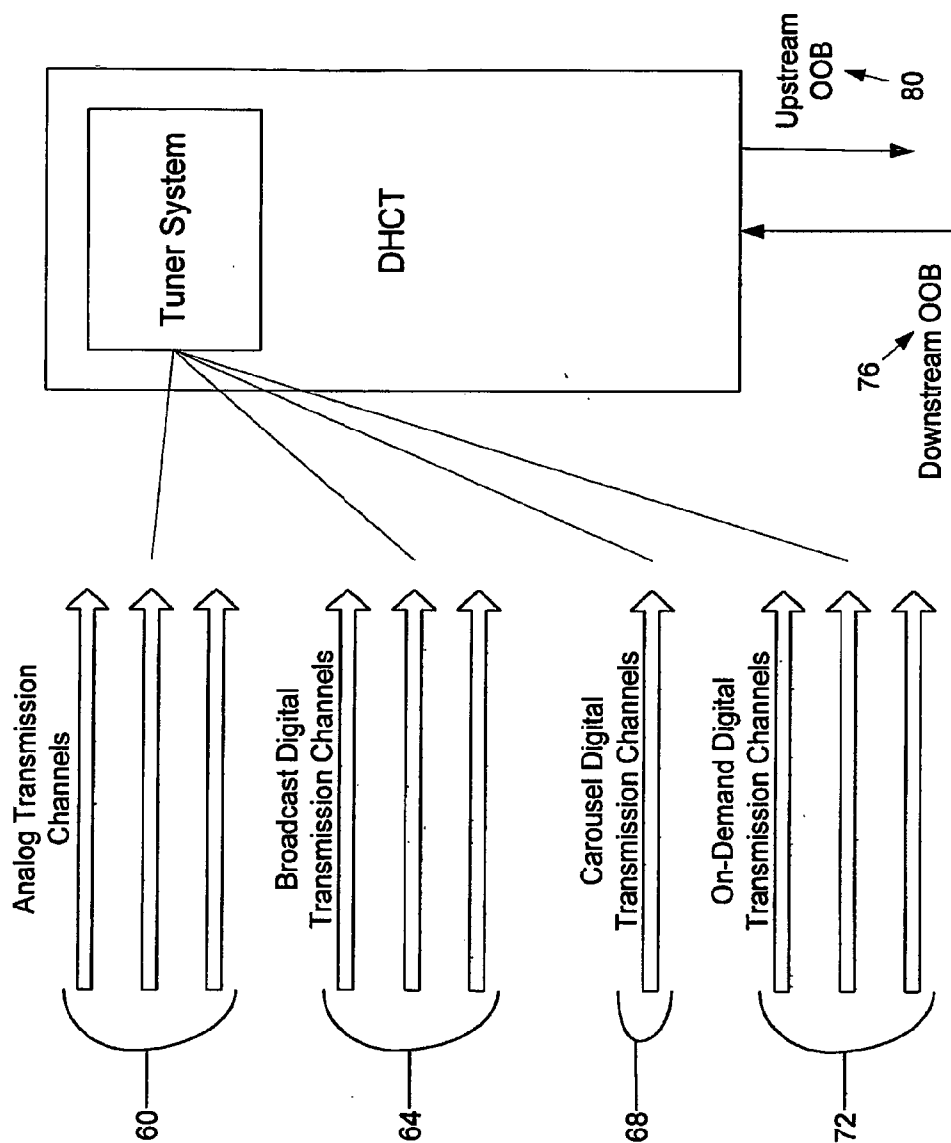 Analog Transmission
Channels
60
Broadcast Digital
Transmission Channels
64
Carousel Digital
Transmission Channels
68
On-Demand Digital
Transmission Channels
72
Tuner System
DHCT
76
Downstream OOB
Upstream
OOB
80